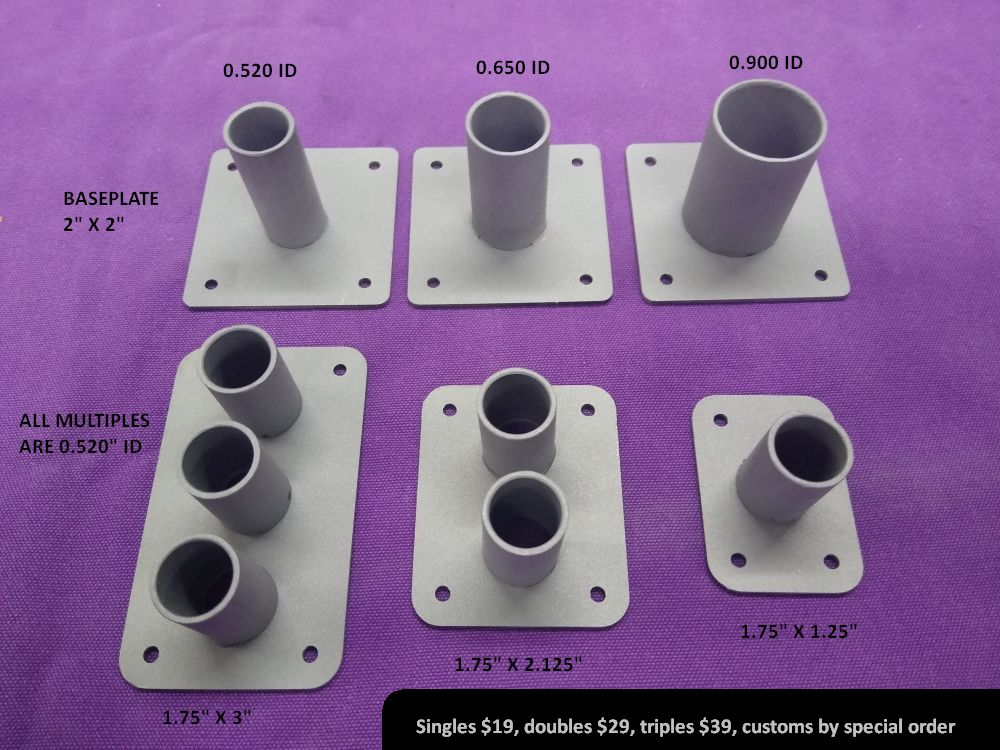 0.520 ID
0.650 ID
0.900 ID
BASEPLATE
2" X 2"
ALL MULTIPLES
ARE 0.520" ID
1.75" X 1.25"
1.75" X 2.125"
1.75" X 3"
Singles $19, doubles $29, triples $39, customs by special order